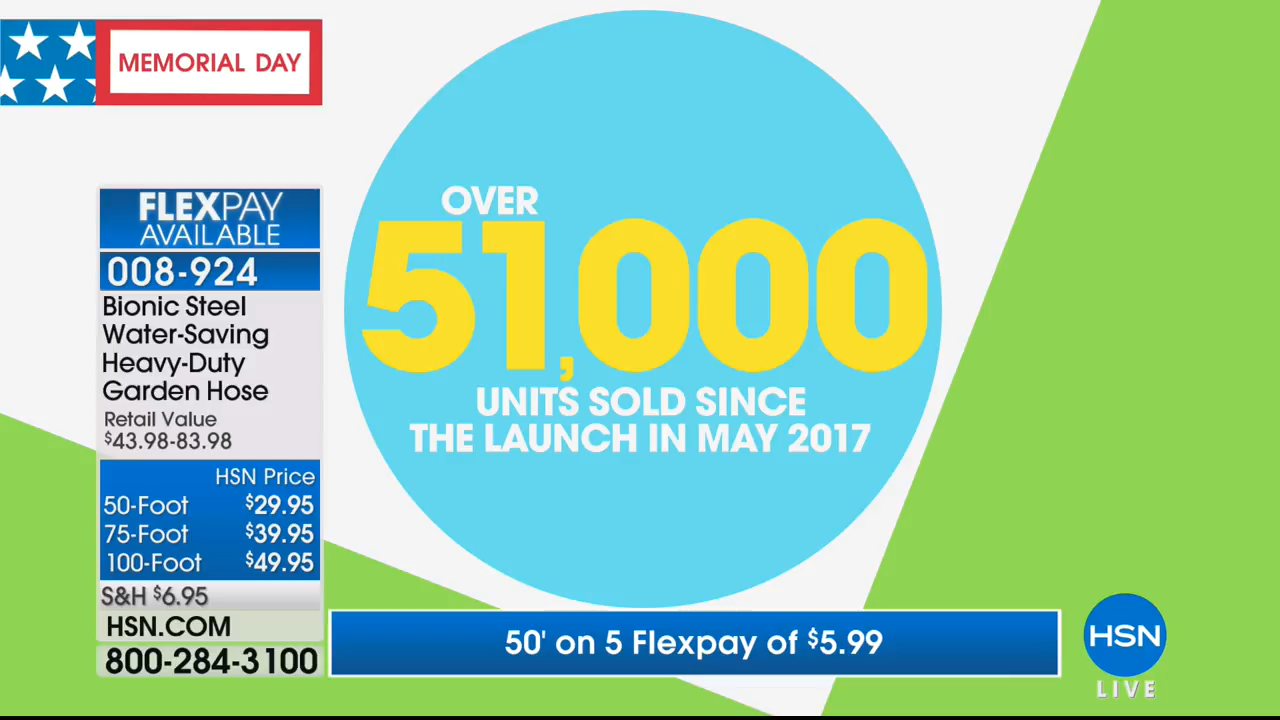 MEMORIAL DAY
FLEXPAY
AVAILABLE
008-924
Bionic Steel
Water-Saving
Heavy-Duty
Garden Hose
Retail Value
$43.98-83.98
HSN Price
50-Foot $29.95
75-Foot $39.95
100-Foot $49.95
S&H $6.95
HSN.COM
800-284-3100
OVER
51,000
UNITS SOLD SINCE
THE LAUNCH IN MAY 2017
50' on 5 Flexpay of $5.99
HSN
LIVE